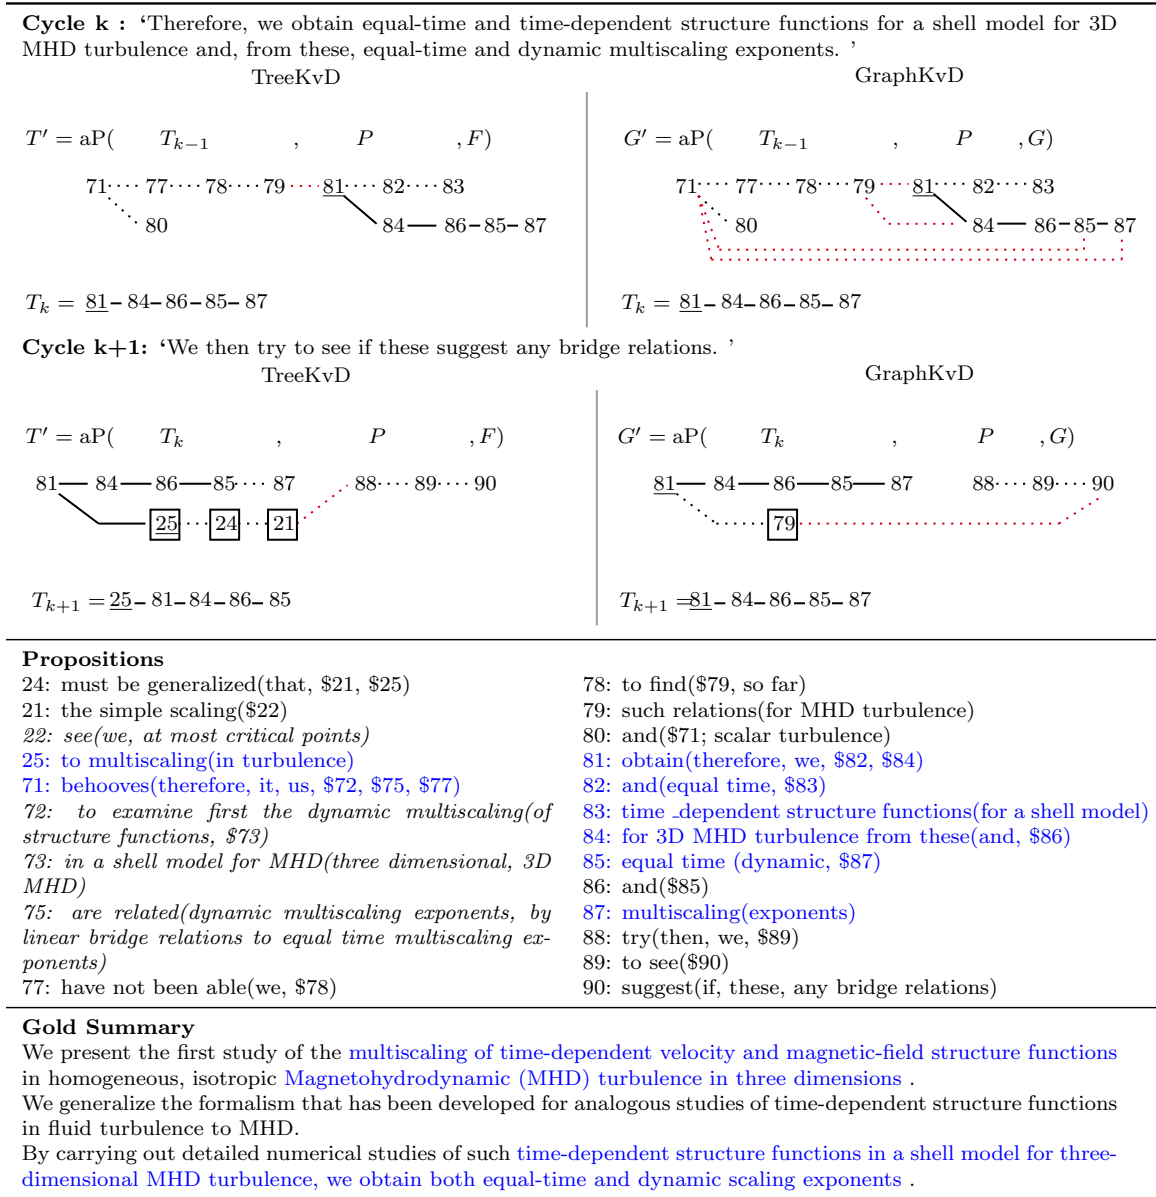 Cycle k : ‘Therefore, we obtain equal-time and time-dependent structure functions for a shell model for 3D
MHD turbulence and, from these, equal-time and dynamic multiscaling exponents. ’
TreeKvD
T′ = aP( T_{k−1} , P , F)
71 77 78 79 81 82 83
80 84 86 85 87
T_k = 81 84 86 85 87
GraphKvD
G′ = aP( T_{k−1} , P , G)
71 77 78 79 81 82 83
80 84 86 85 87
T_k = 81 84 86 85 87
Cycle k+1: ‘We then try to see if these suggest any bridge relations. ’
TreeKvD
T′ = aP( T_k , P , F)
81 84 86 85 87 88 89 90
25 24 21
T_{k+1} = 25 81 84 86 85
GraphKvD
G′ = aP( T_k , P , G)
81 84 86 85 87 88 89 90
79
T_{k+1} = 81 84 86 85 87
Propositions
24: must be generalized(that, $21, $25)
21: the simple scaling($22)
22: see(we, at most critical points)
25: to multiscaling(in turbulence)
71: behooves(therefore, it, us, $72, $75, $77)
72: to examine first the dynamic multiscaling(of
structure functions, $73)
73: in a shell model for MHD(three dimensional, 3D
MHD)
75: are related(dynamic multiscaling exponents, by
linear bridge relations to equal time multiscaling ex-
ponents)
77: have not been able(we, $78)
78: to find($79, so far)
79: such relations(for MHD turbulence)
80: and($71; scalar turbulence)
81: obtain(therefore, we, $82, $84)
82: and(equal time, $83)
83: time _dependent structure functions(for a shell model)
84: for 3D MHD turbulence from these(and, $86)
85: equal time (dynamic, $87)
86: and($85)
87: multiscaling(exponents)
88: try(then, we, $89)
89: to see($90)
90: suggest(if, these, any bridge relations)
Gold Summary
We present the first study of the multiscaling of time-dependent velocity and magnetic-field structure functions
in homogeneous, isotropic Magnetohydrodynamic (MHD) turbulence in three dimensions .
We generalize the formalism that has been developed for analogous studies of time-dependent structure functions
in fluid turbulence to MHD.
By carrying out detailed numerical studies of such time-dependent structure functions in a shell model for three-
dimensional MHD turbulence, we obtain both equal-time and dynamic scaling exponents .